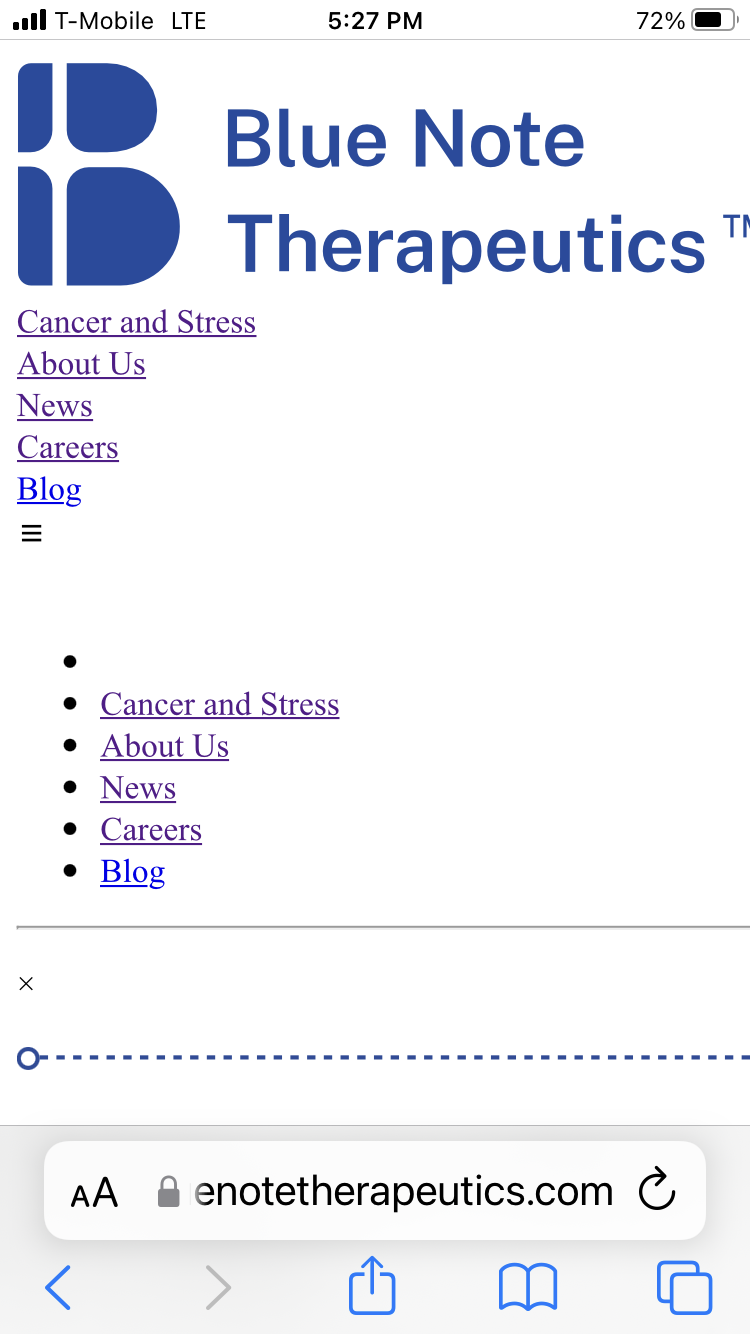 T-Mobile LTE 5:27 PM 72%
Blue Note
Therapeutics TM
Cancer and Stress
About Us
News
Careers
Blog
Cancer and Stress
About Us
News
Careers
Blog
×
AA enotetherapeutics.com